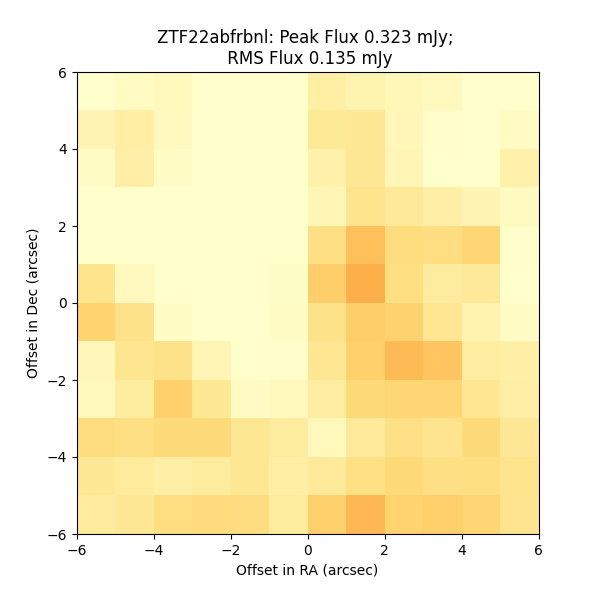 ZTF22abfrbnl: Peak Flux 0.323 mJy;
RMS Flux 0.135 mJy
6
4
2
0
−2
−4
−6
Offset in Dec (arcsec)
−6 −4 −2 0 2 4 6
Offset in RA (arcsec)